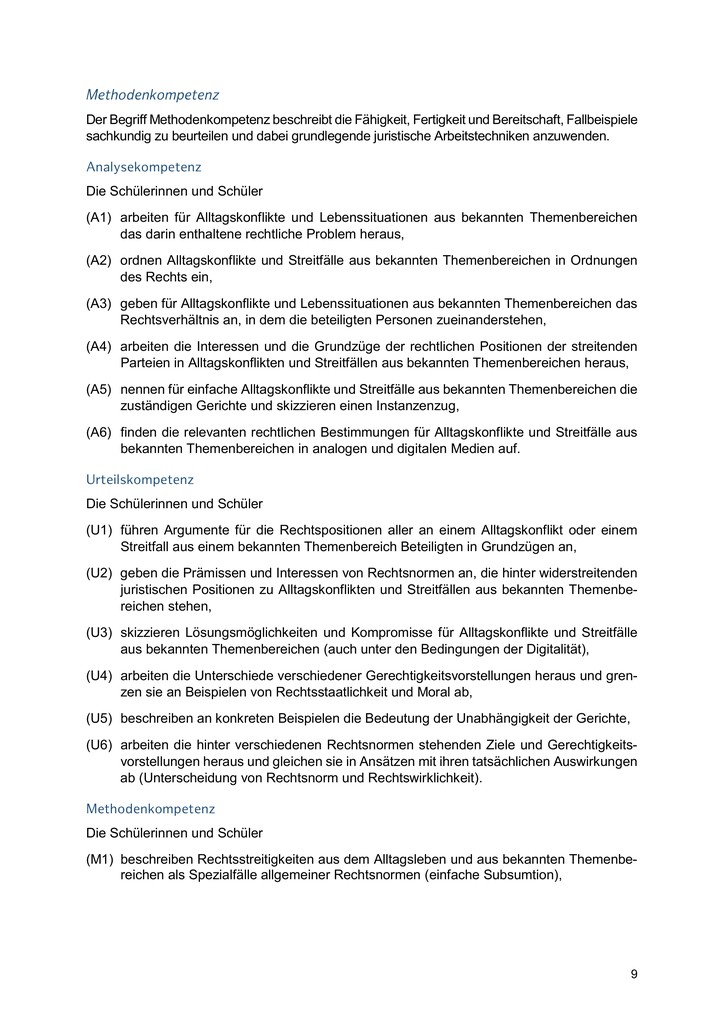 Methodenkompetenz
Der Begriff Methodenkompetenz beschreibt die Fähigkeit, Fertigkeit und Bereitschaft, Fallbeispiele
sachkundig zu beurteilen und dabei grundlegende juristische Arbeitstechniken anzuwenden.
Analysekompetenz
Die Schülerinnen und Schüler
(A1) arbeiten für Alltagskonflikte und Lebenssituationen aus bekannten Themenbereichen
das darin enthaltene rechtliche Problem heraus,
(A2) ordnen Alltagskonflikte und Streitfälle aus bekannten Themenbereichen in Ordnungen
des Rechts ein,
(A3) geben für Alltagskonflikte und Lebenssituationen aus bekannten Themenbereichen das
Rechtsverhältnis an, in dem die beteiligten Personen zueinanderstehen,
(A4) arbeiten die Interessen und die Grundzüge der rechtlichen Positionen der streitenden
Parteien in Alltagskonflikten und Streitfällen aus bekannten Themenbereichen heraus,
(A5) nennen für einfache Alltagskonflikte und Streitfälle aus bekannten Themenbereichen die
zuständigen Gerichte und skizzieren einen Instanzenzug,
(A6) finden die relevanten rechtlichen Bestimmungen für Alltagskonflikte und Streitfälle aus
bekannten Themenbereichen in analogen und digitalen Medien auf.
Urteilskompetenz
Die Schülerinnen und Schüler
(U1) führen Argumente für die Rechtspositionen aller an einem Alltagskonflikt oder einem
Streitfall aus einem bekannten Themenbereich Beteiligten in Grundzügen an,
(U2) geben die Prämissen und Interessen von Rechtsnormen an, die hinter widerstreitenden
juristischen Positionen zu Alltagskonflikten und Streitfällen aus bekannten Themenbe-
reichen stehen,
(U3) skizzieren Lösungsmöglichkeiten und Kompromisse für Alltagskonflikte und Streitfälle
aus bekannten Themenbereichen (auch unter den Bedingungen der Digitalität),
(U4) arbeiten die Unterschiede verschiedener Gerechtigkeitsvorstellungen heraus und gren-
zen sie an Beispielen von Rechtsstaatlichkeit und Moral ab,
(U5) beschreiben an konkreten Beispielen die Bedeutung der Unabhängigkeit der Gerichte,
(U6) arbeiten die hinter verschiedenen Rechtsnormen stehenden Ziele und Gerechtigkeits-
vorstellungen heraus und gleichen sie in Ansätzen mit ihren tatsächlichen Auswirkungen
ab (Unterscheidung von Rechtsnorm und Rechtswirklichkeit).
Methodenkompetenz
Die Schülerinnen und Schüler
(M1) beschreiben Rechtsstreitigkeiten aus dem Alltagsleben und aus bekannten Themenbe-
reichen als Spezialfälle allgemeiner Rechtsnormen (einfache Subsumtion),
9